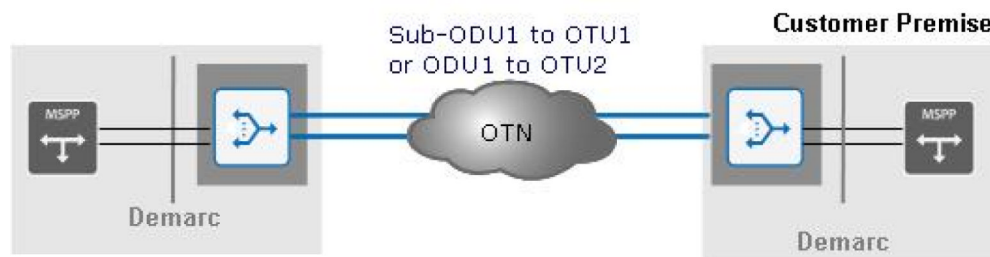 Customer Premise
Sub-ODU1 to OTU1
or ODU1 to OTU2
MSPP
OTN
MSPP
Demarc
Demarc